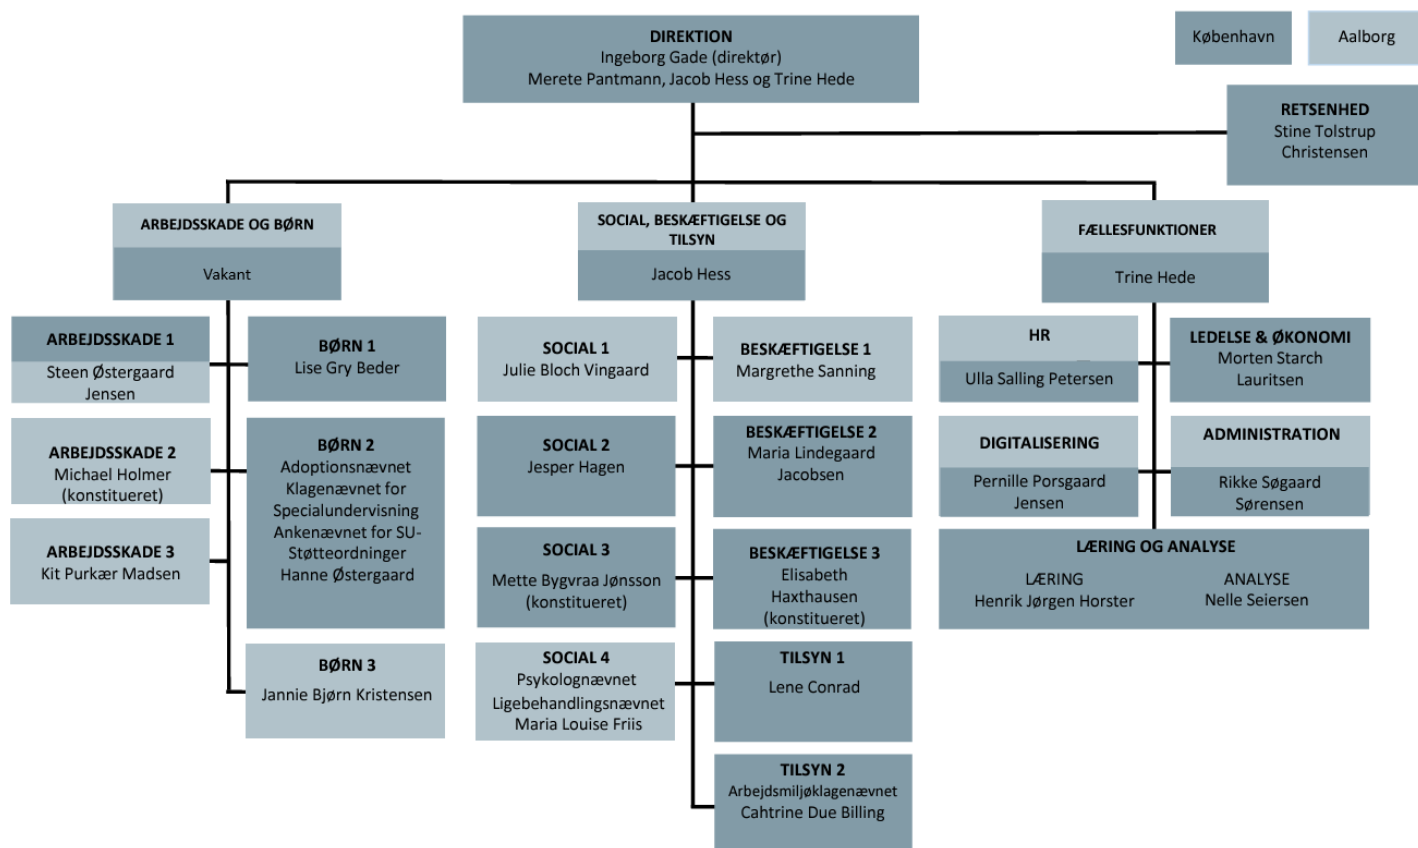 DIREKTION
Ingeborg Gade (direktør)
Merete Pantmann, Jacob Hess og Trine Hede
København
Aalborg
RETSENHED
Stine Tolstrup
Christensen
ARBEJDSSKADE OG BØRN
Vakant
SOCIAL, BESKÆFTIGELSE OG
TILSYN
Jacob Hess
FÆLLESFUNKTIONER
Trine Hede
ARBEJDSSKADE 1
Steen Østergaard
Jensen
BØRN 1
Lise Gry Beder
ARBEJDSSKADE 2
Michael Holmer
(konstitueret)
BØRN 2
Adoptionsnævnet
Klagenævnet for
Specialundervisning
Ankenævnet for SU-
Støtteordninger
Hanne Østergaard
ARBEJDSSKADE 3
Kit Purkær Madsen
BØRN 3
Jannie Bjørn Kristensen
SOCIAL 1
Julie Bloch Vingaard
BESKÆFTIGELSE 1
Margrethe Sanning
SOCIAL 2
Jesper Hagen
BESKÆFTIGELSE 2
Maria Lindegaard
Jacobsen
SOCIAL 3
Mette Bygvraa Jønsson
(konstitueret)
BESKÆFTIGELSE 3
Elisabeth
Haxthausen
(konstitueret)
SOCIAL 4
Psykolognævnet
Ligebehandlingsnævnet
Maria Louise Friis
TILSYN 1
Lene Conrad
TILSYN 2
Arbejdsmiljøklagenævnet
Cahtrine Due Billing
HR
Ulla Salling Petersen
LEDELSE & ØKONOMI
Morten Starch
Lauritsen
DIGITALISERING
Pernille Porsgaard
Jensen
ADMINISTRATION
Rikke Søgaard
Sørensen
LÆRING OG ANALYSE
LÆRING
Henrik Jørgen Horster
ANALYSE
Nelle Seiersen